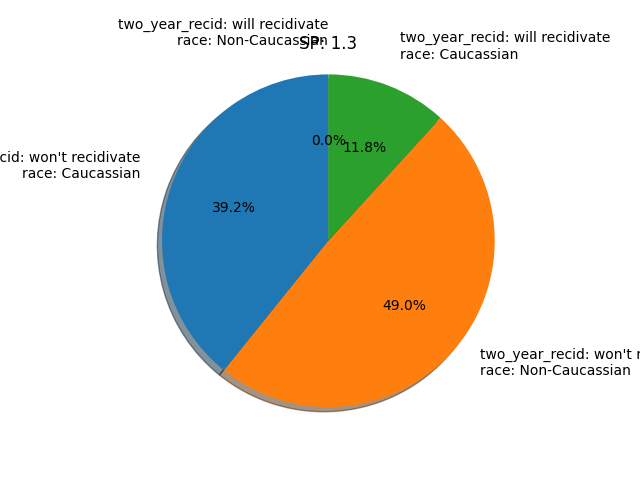 two_year_recid: will recidivate
race: Non-Caucassian
SP: 1.3
two_year_recid: will recidivate
race: Caucassian
0.0%
11.8%
cid: won't recidivate
race: Caucassian
39.2%
49.0%
two_year_recid: won't r
race: Non-Caucassian